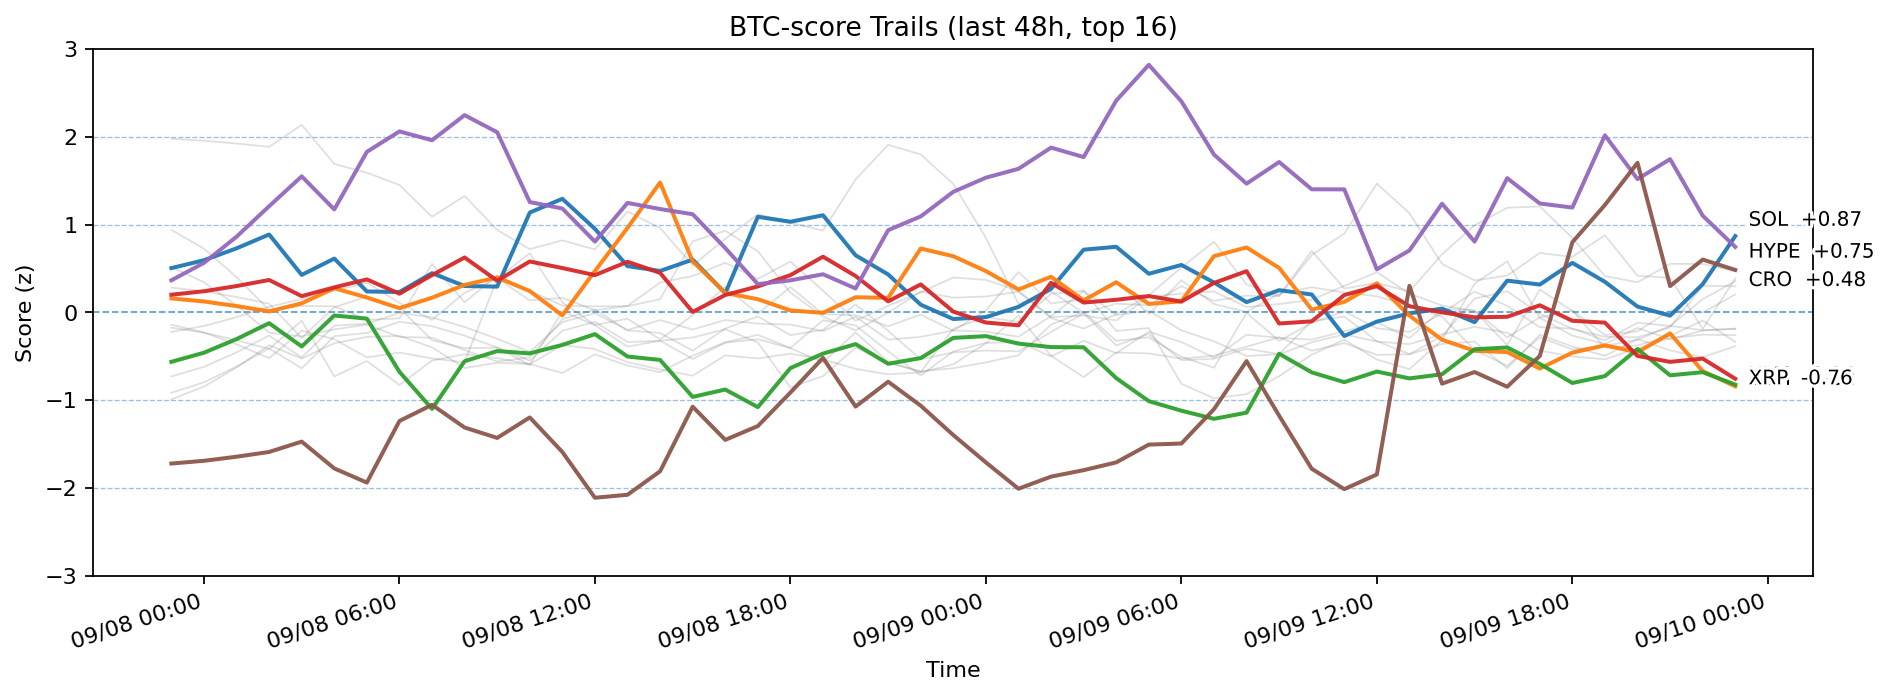 BTC-score Trails (last 48h, top 16)
Score (z)
3
2
1
0
−1
−2
−3
SOL +0.87
HYPE +0.75
CRO +0.48
XRP -0.76
09/08 00:00
09/08 06:00
09/08 12:00
09/08 18:00
09/09 00:00
09/09 06:00
09/09 12:00
09/09 18:00
09/10 00:00
Time